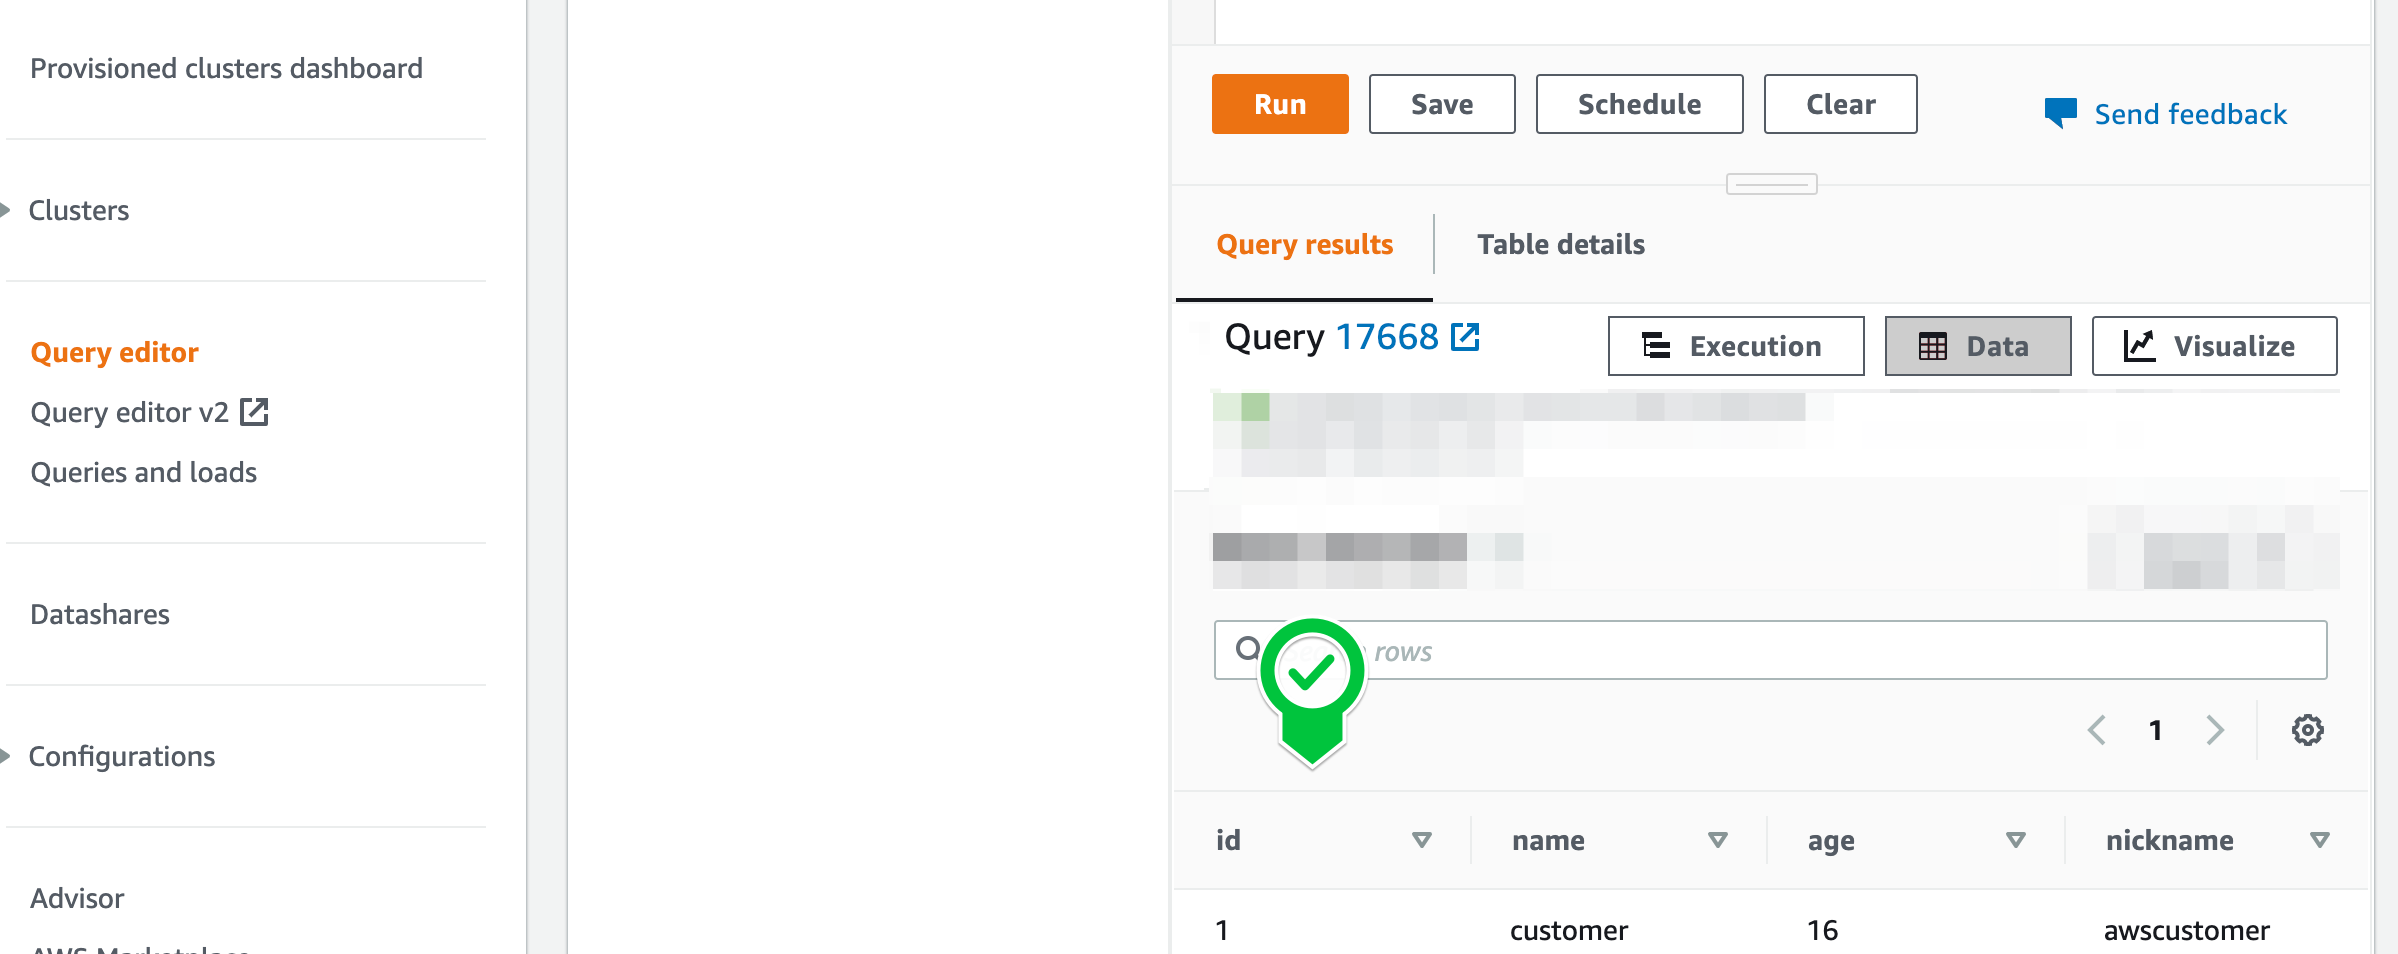 Provisioned clusters dashboard
Clusters
Query editor
Query editor v2
Queries and loads
Datashares
Configurations
Advisor
AWS Marketplace
Run Save Schedule Clear Send feedback
Query results Table details
Query 17668 Execution Data Visualize
rows
1
id name age nickname
1 customer 16 awscustomer